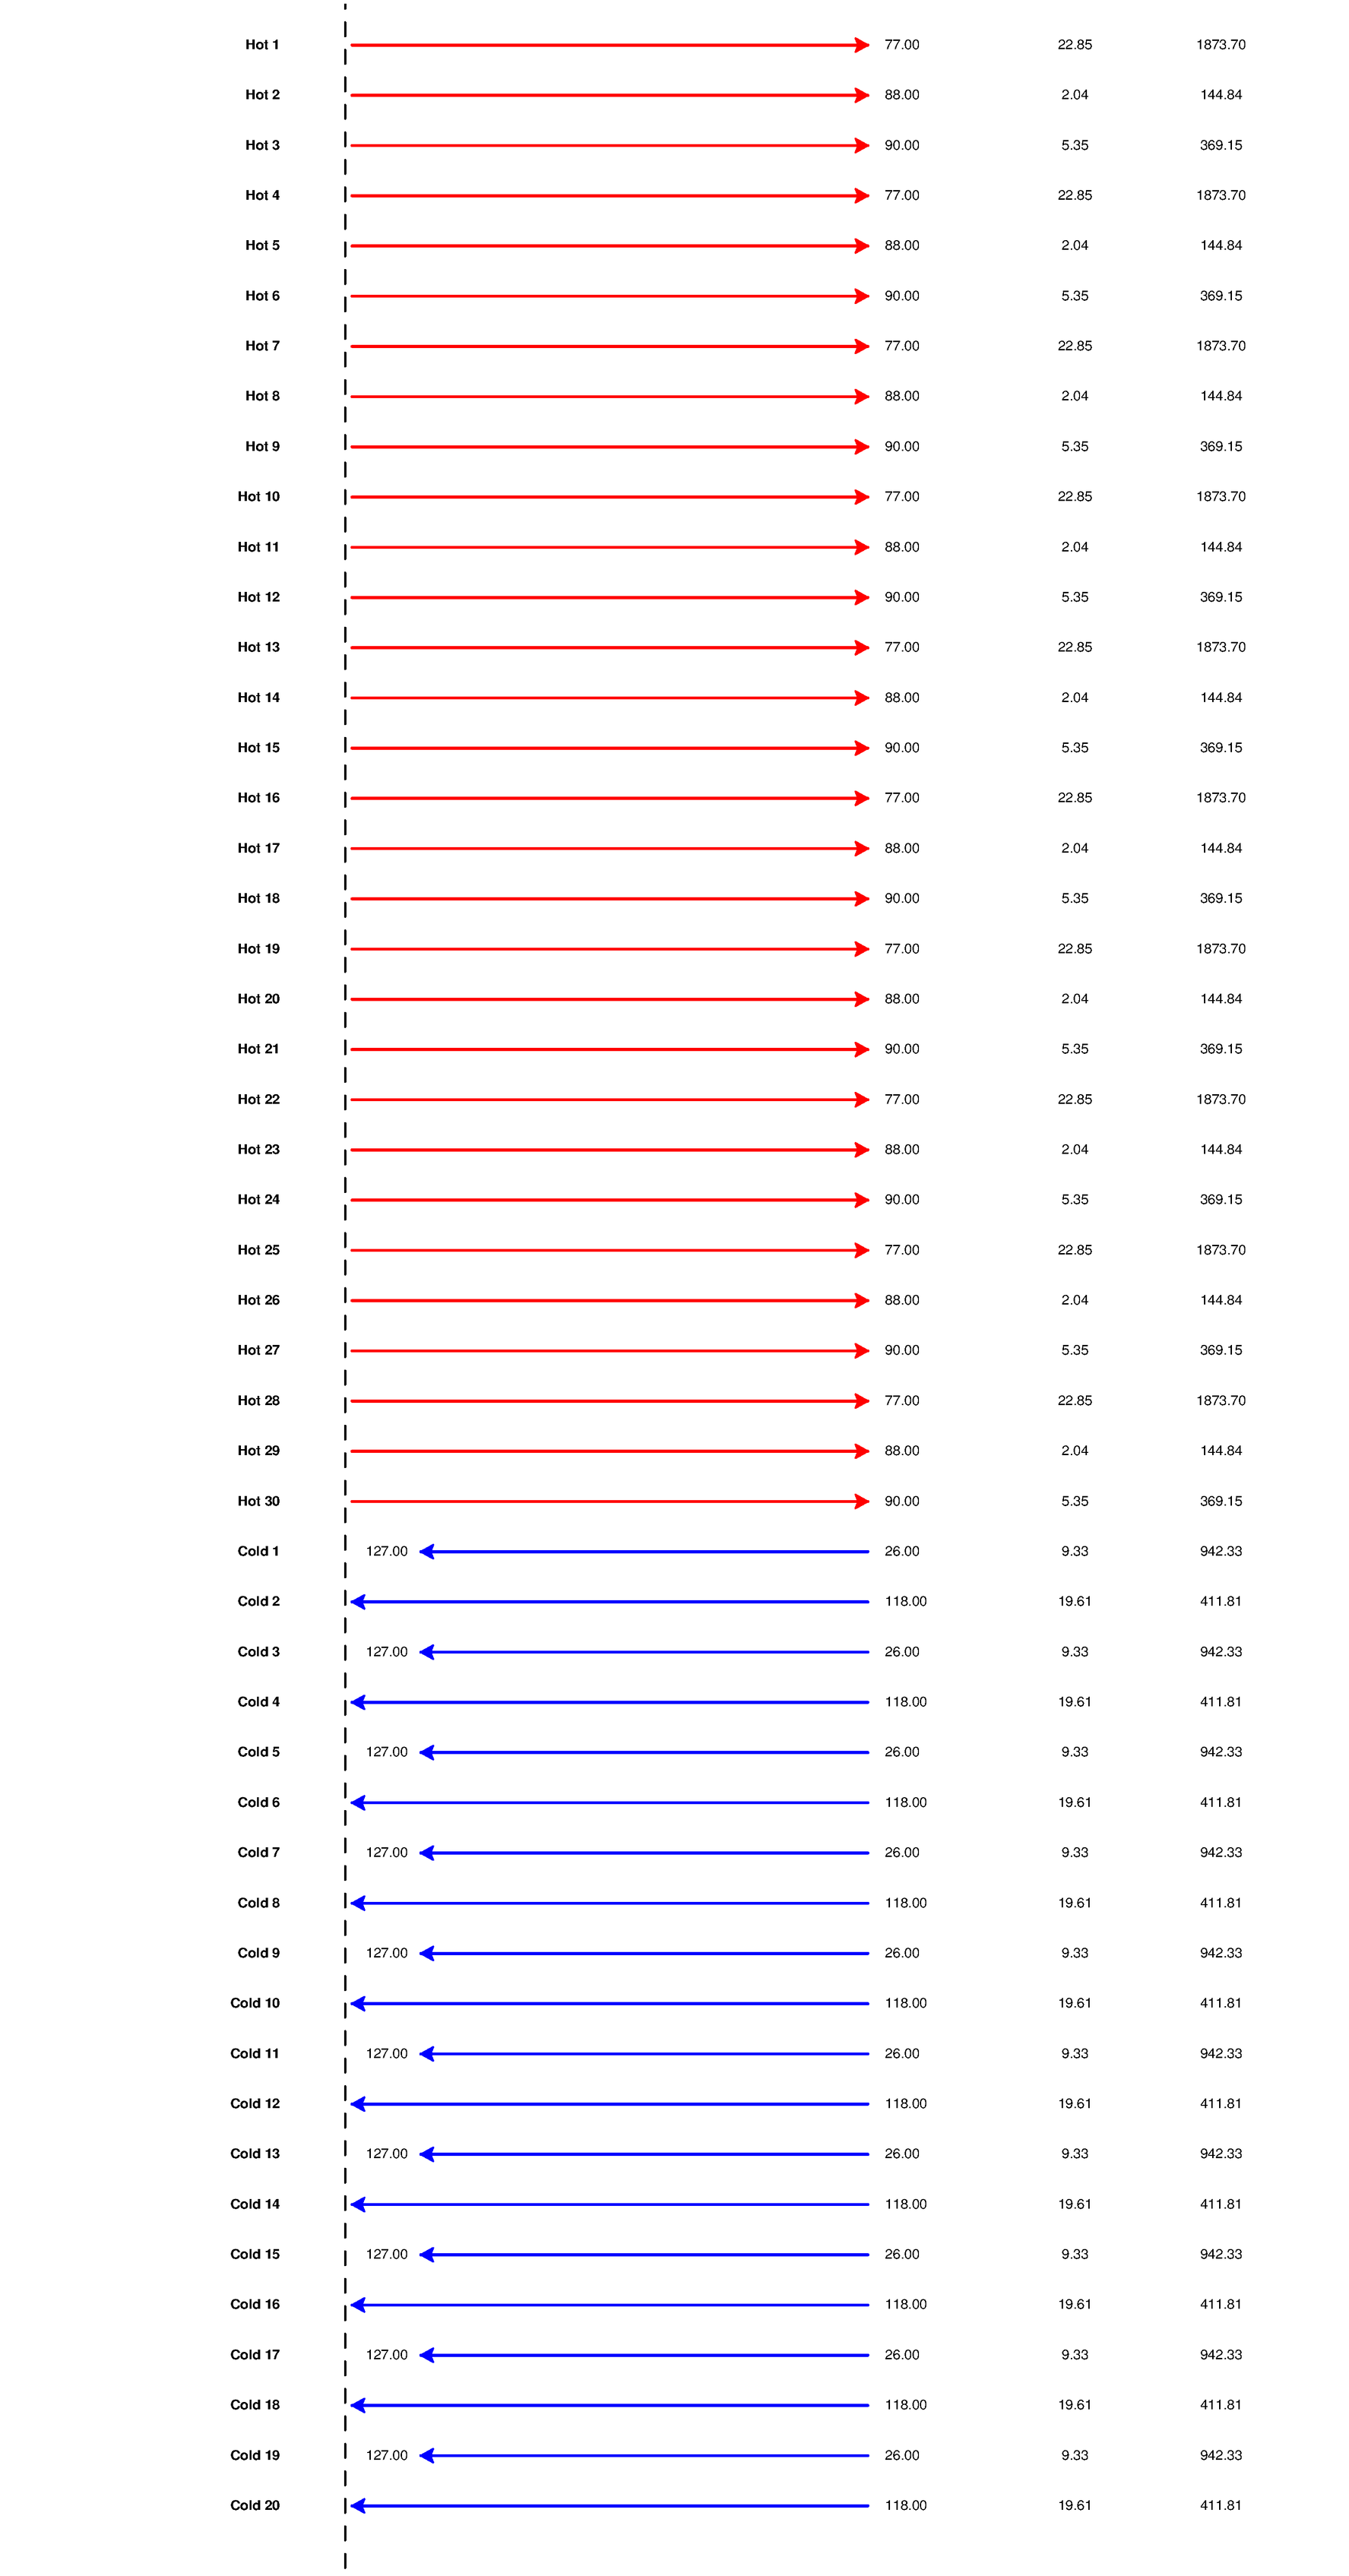 Hot 1 77.00 22.85 1873.70
Hot 2 88.00 2.04 144.84
Hot 3 90.00 5.35 369.15
Hot 4 77.00 22.85 1873.70
Hot 5 88.00 2.04 144.84
Hot 6 90.00 5.35 369.15
Hot 7 77.00 22.85 1873.70
Hot 8 88.00 2.04 144.84
Hot 9 90.00 5.35 369.15
Hot 10 77.00 22.85 1873.70
Hot 11 88.00 2.04 144.84
Hot 12 90.00 5.35 369.15
Hot 13 77.00 22.85 1873.70
Hot 14 88.00 2.04 144.84
Hot 15 90.00 5.35 369.15
Hot 16 77.00 22.85 1873.70
Hot 17 88.00 2.04 144.84
Hot 18 90.00 5.35 369.15
Hot 19 77.00 22.85 1873.70
Hot 20 88.00 2.04 144.84
Hot 21 90.00 5.35 369.15
Hot 22 77.00 22.85 1873.70
Hot 23 88.00 2.04 144.84
Hot 24 90.00 5.35 369.15
Hot 25 77.00 22.85 1873.70
Hot 26 88.00 2.04 144.84
Hot 27 90.00 5.35 369.15
Hot 28 77.00 22.85 1873.70
Hot 29 88.00 2.04 144.84
Hot 30 90.00 5.35 369.15
Cold 1 127.00 26.00 9.33 942.33
Cold 2 118.00 19.61 411.81
Cold 3 127.00 26.00 9.33 942.33
Cold 4 118.00 19.61 411.81
Cold 5 127.00 26.00 9.33 942.33
Cold 6 118.00 19.61 411.81
Cold 7 127.00 26.00 9.33 942.33
Cold 8 118.00 19.61 411.81
Cold 9 127.00 26.00 9.33 942.33
Cold 10 118.00 19.61 411.81
Cold 11 127.00 26.00 9.33 942.33
Cold 12 118.00 19.61 411.81
Cold 13 127.00 26.00 9.33 942.33
Cold 14 118.00 19.61 411.81
Cold 15 127.00 26.00 9.33 942.33
Cold 16 118.00 19.61 411.81
Cold 17 127.00 26.00 9.33 942.33
Cold 18 118.00 19.61 411.81
Cold 19 127.00 26.00 9.33 942.33
Cold 20 118.00 19.61 411.81